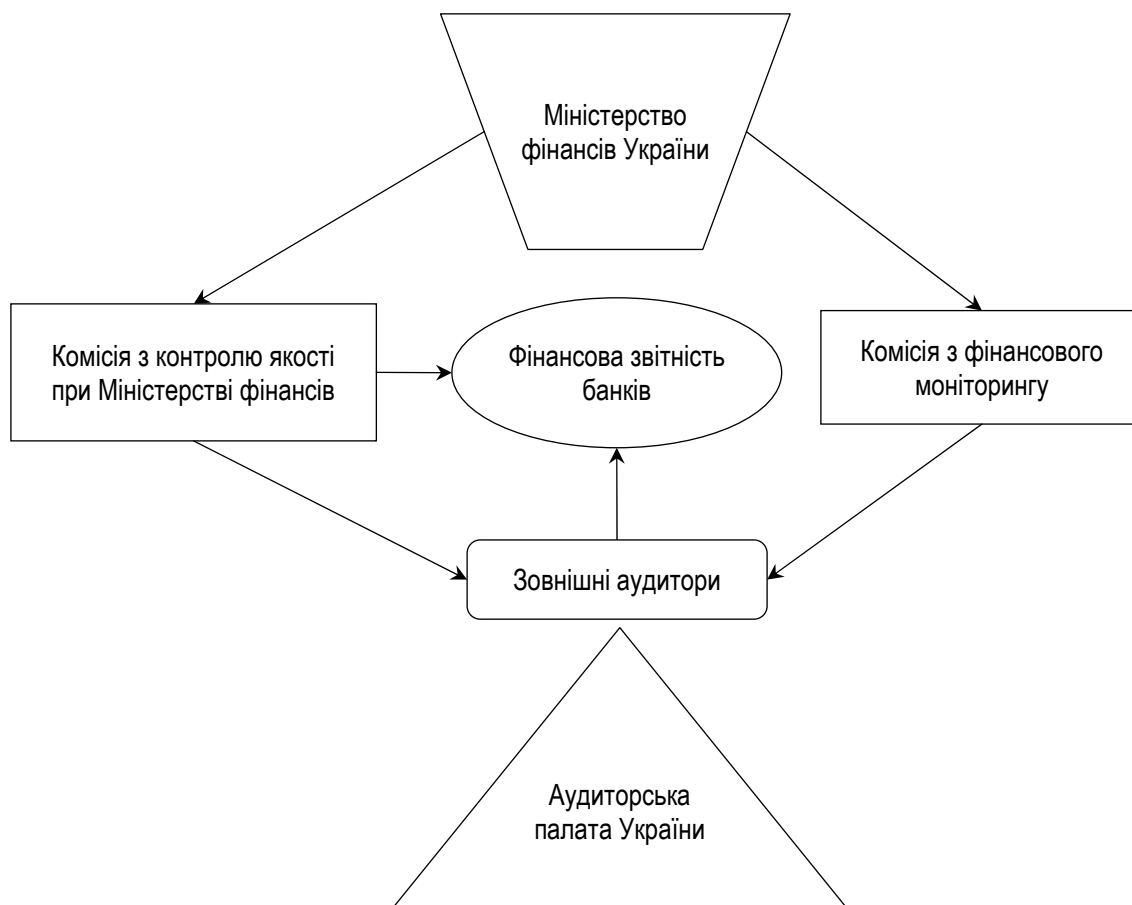 Міністерство
фінансів України
Комісія з контролю якості
при Міністерстві фінансів
Фінансова звітність
банків
Комісія з фінансового
моніторингу
Зовнішні аудитори
Аудиторська
палата України